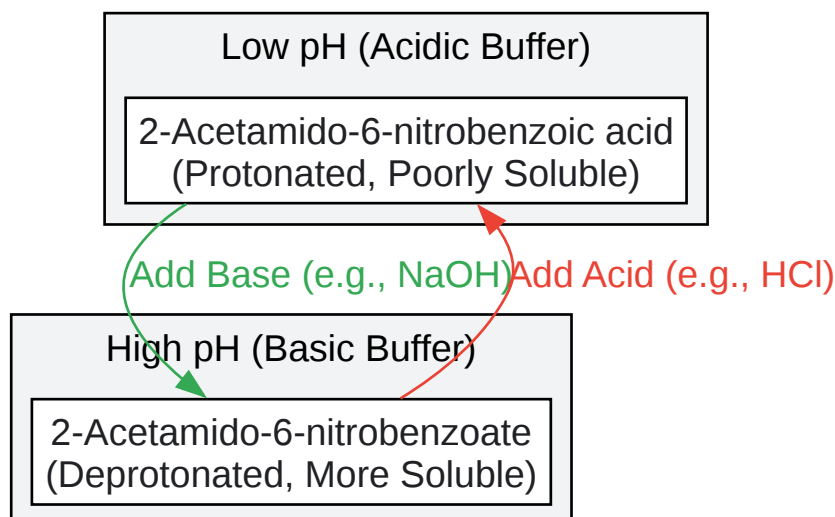 Low pH (Acidic Buffer)
2-Acetamido-6-nitrobenzoic acid
(Protonated, Poorly Soluble)
Add Base (e.g., NaOH)
Add Acid (e.g., HCl)
High pH (Basic Buffer)
2-Acetamido-6-nitrobenzoate
(Deprotonated, More Soluble)